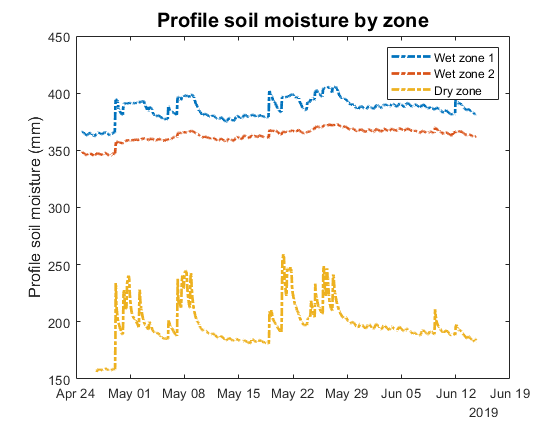 Profile soil moisture by zone
Profile soil moisture (mm)
450
400
350
300
250
200
150
Wet zone 1
Wet zone 2
Dry zone
Apr 24 May 01 May 08 May 15 May 22 May 29 Jun 05 Jun 12 Jun 19
2019